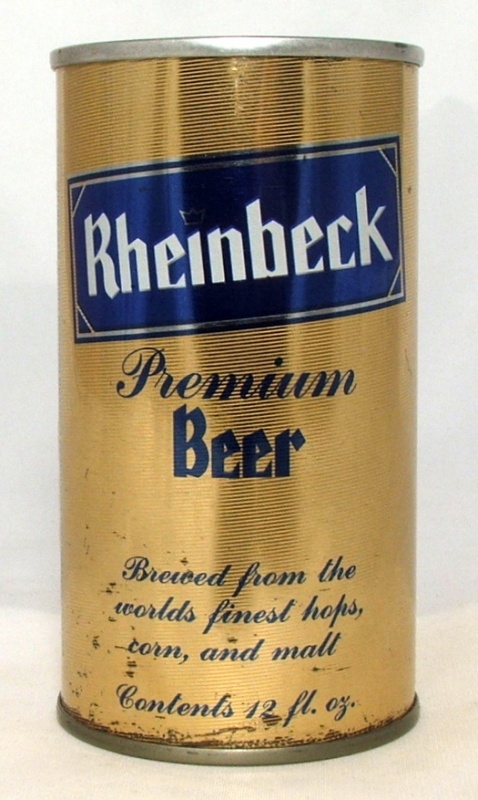 Rheinbeck
Premium
Beer
Brewed from the
worlds finest hops,
corn, and malt
Contents 12 fl. oz.